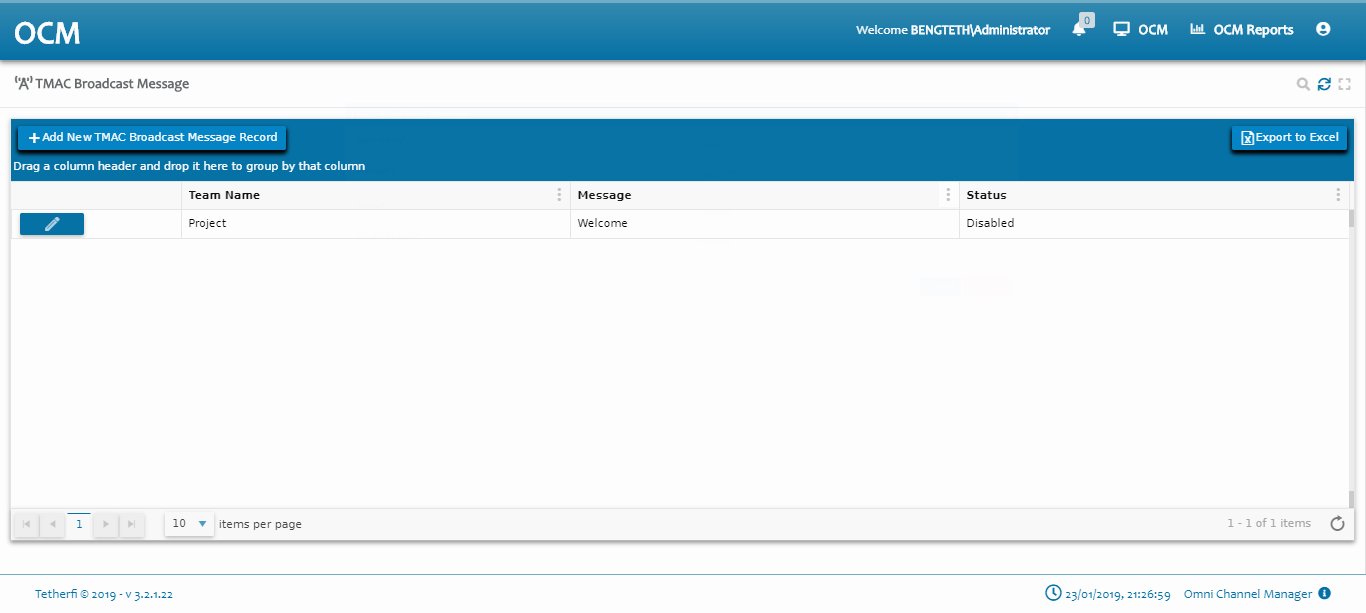 OCM
Welcome BENGTETH\Administrator
0
OCM
OCM Reports
TMAC Broadcast Message
Add New TMAC Broadcast Message Record
Export to Excel
Drag a column header and drop it here to group by that column
Team Name
Message
Status
Project
Welcome
Disabled
1
10
items per page
1 - 1 of 1 items
Tetherfi © 2019 - v 3.2.1.22
23/01/2019, 21:26:59
Omni Channel Manager